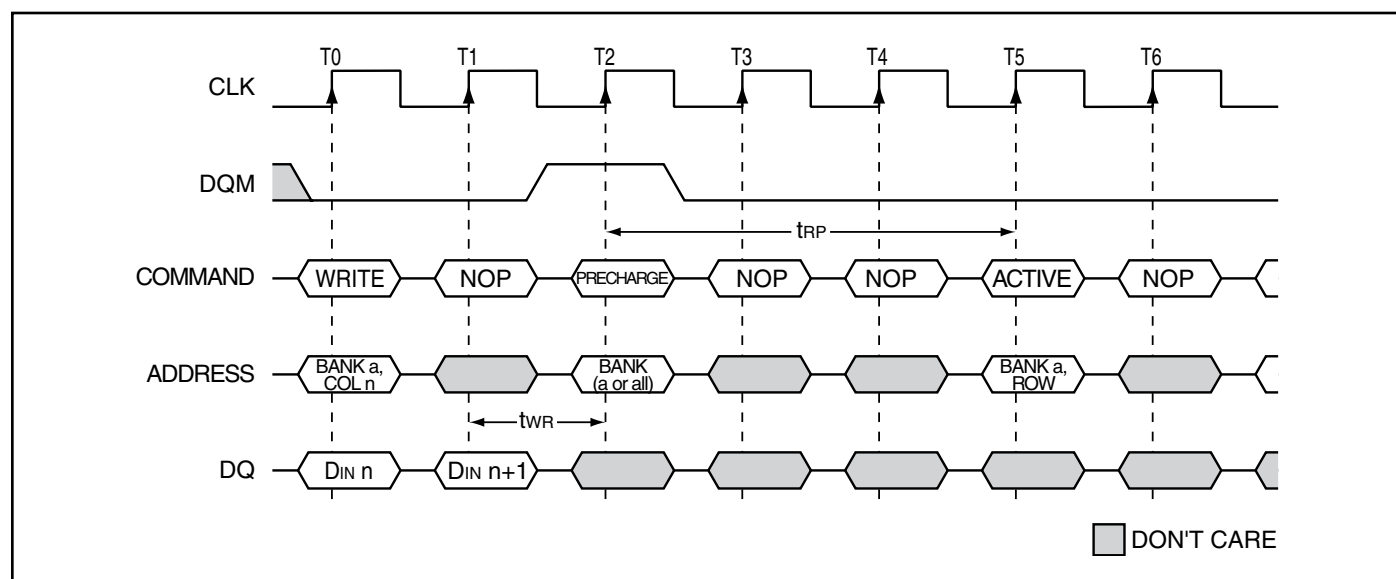 T0 T1 T2 T3 T4 T5 T6
CLK
DQM
tRP
COMMAND WRITE NOP PRECHARGE NOP NOP ACTIVE NOP
ADDRESS BANK a, COL n BANK (a or all) BANK a, ROW
tWR
DQ DIN n DIN n+1
DON'T CARE